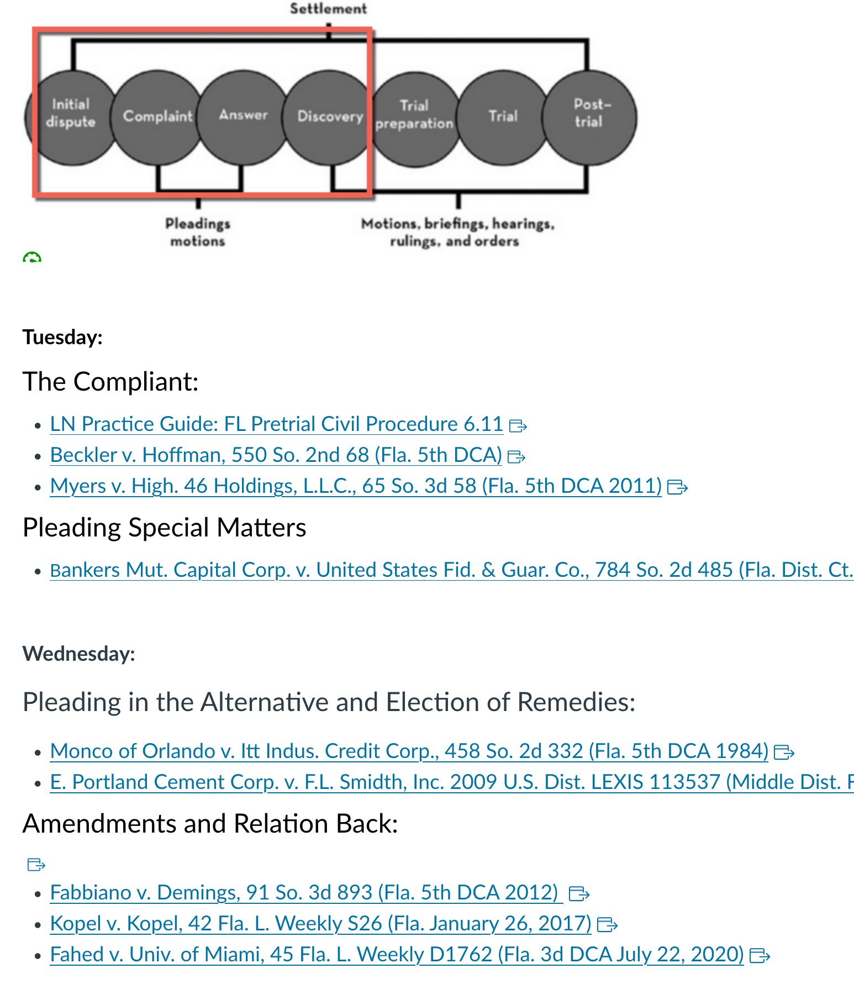 Settlement
Initial
dispute
Complaint
Answer
Discovery
Trial
preparation
Trial
Post-
trial
Pleadings
motions
Motions, briefings, hearings,
rulings, and orders
Tuesday:
The Compliant:
LN Practice Guide: FL Pretrial Civil Procedure 6.11
Beckler v. Hoffman, 550 So. 2nd 68 (Fla. 5th DCA)
Myers v. High. 46 Holdings, L.L.C., 65 So. 3d 58 (Fla. 5th DCA 2011)
Pleading Special Matters
Bankers Mut. Capital Corp. v. United States Fid. & Guar. Co., 784 So. 2d 485 (Fla. Dist. Ct.
Wednesday:
Pleading in the Alternative and Election of Remedies:
Monco of Orlando v. Itt Indus. Credit Corp., 458 So. 2d 332 (Fla. 5th DCA 1984)
E. Portland Cement Corp. v. F.L. Smidth, Inc. 2009 U.S. Dist. LEXIS 113537 (Middle Dist. F
Amendments and Relation Back:
Fabbiano v. Demings, 91 So. 3d 893 (Fla. 5th DCA 2012)
Kopel v. Kopel, 42 Fla. L. Weekly S26 (Fla. January 26, 2017)
Fahed v. Univ. of Miami, 45 Fla. L. Weekly D1762 (Fla. 3d DCA July 22, 2020)